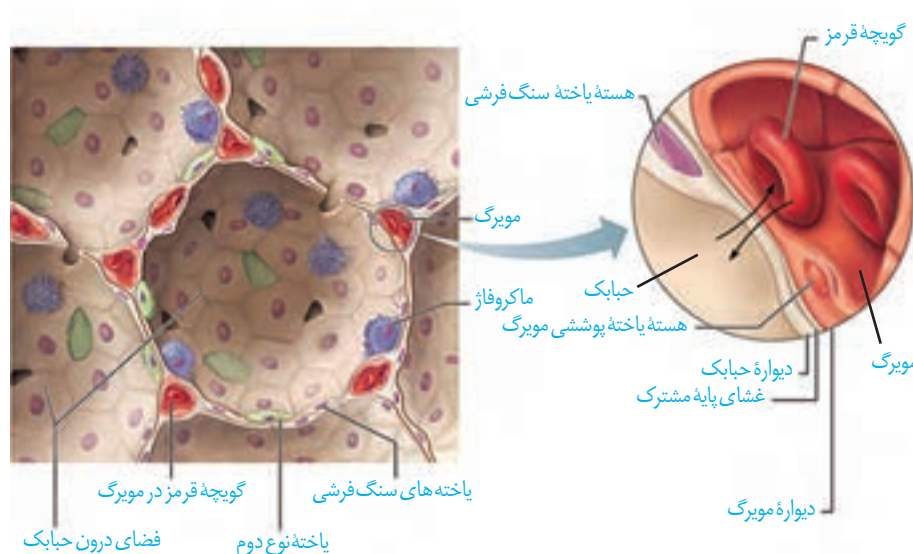 گویچهٔ قرمز
هستهٔ یاختهٔ سنگ‌فرشی
مویرگ
حبابک
ماکروفاژ
هستهٔ یاختهٔ پوششی مویرگ
دیوارهٔ حبابک
مویرگ
غشای پایهٔ مشترک
گویچهٔ قرمز در مویرگ
یاخته‌های سنگ‌فرشی
دیوارهٔ مویرگ
فضای درون حبابک
یاختهٔ نوع دوم